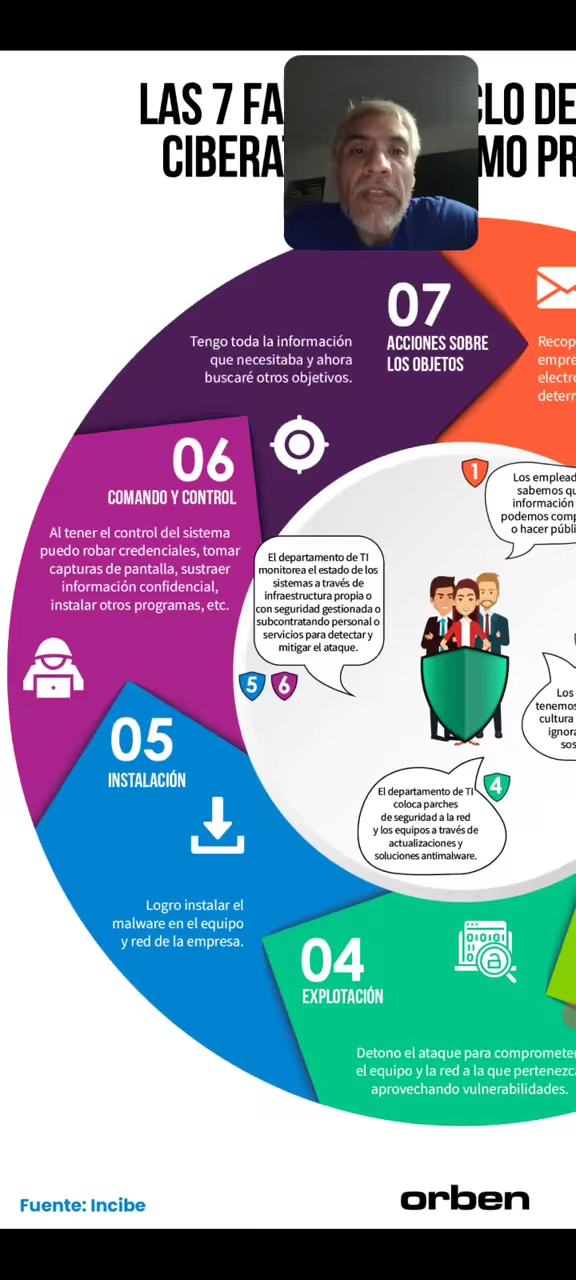 LAS 7 FA CLO DE
CIBERA MO PR
07
ACCIONES SOBRE
LOS OBJETOS
Tengo toda la información
que necesitaba y ahora
buscaré otros objetivos.
Recop
empre
electro
deter
06
COMANDO Y CONTROL
Al tener el control del sistema
puedo robar credenciales, tomar
capturas de pantalla, sustraer
información confidencial,
instalar otros programas, etc.
1
Los emplead
sabemos qu
información
podemos comp
o hacer públi
El departamento de TI
monitorea el estado de los
sistemas a través de
infraestructura propia o
con seguridad gestionada o
subcontratando personal o
servicios para detectar y
mitigar el ataque.
5 6
Los
tenemos
cultura
ignora
sos
05
INSTALACIÓN
4
El departamento de TI
coloca parches
de seguridad a la red
y los equipos a través de
actualizaciones y
soluciones antimalware.
Logro instalar el
malware en el equipo
y red de la empresa.
04
EXPLOTACIÓN
Detono el ataque para comprometer
el equipo y la red a la que pertenezca
aprovechando vulnerabilidades.
Fuente: Incibe
orben